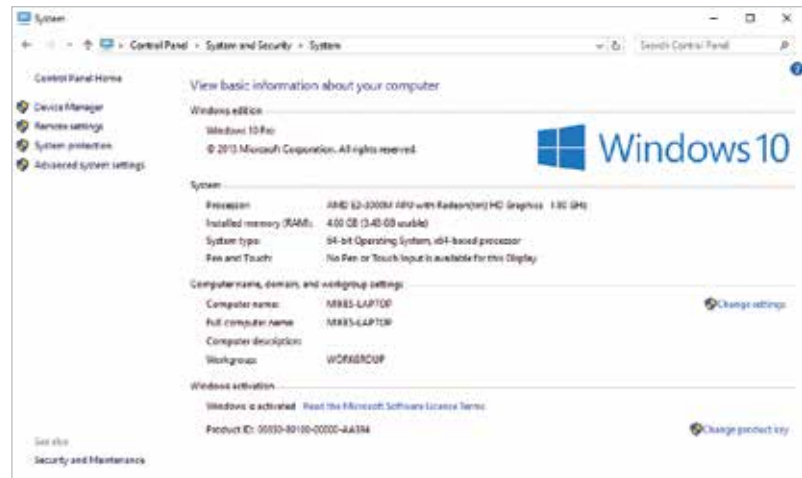 System
Control Panel › System and Security › System
Search Control Panel
Control Panel Home
Device Manager
Remote settings
System protection
Advanced system settings
View basic information about your computer
Windows edition
Windows 10 Pro
© 2015 Microsoft Corporation. All rights reserved.
Windows 10
System
Processor: AMD E2-3000M APU with Radeon(tm) HD Graphics 1.80 GHz
Installed memory (RAM): 4.00 GB (3.48 GB usable)
System type: 64-bit Operating System, x64-based processor
Pen and Touch: No Pen or Touch Input is available for this Display
Computer name, domain, and workgroup settings
Computer name: MIKES-LAPTOP
Change settings
Full computer name: MIKES-LAPTOP
Computer description:
Workgroup: WORKGROUP
Windows activation
Windows is activated Read the Microsoft Software License Terms
Product ID:
Change product key
See also
Security and Maintenance